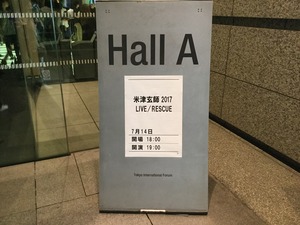 Hall A
米津玄師 2017
LIVE / RESCUE
7月14日
開場 18:00
開演 19:00
Tokyo International Forum